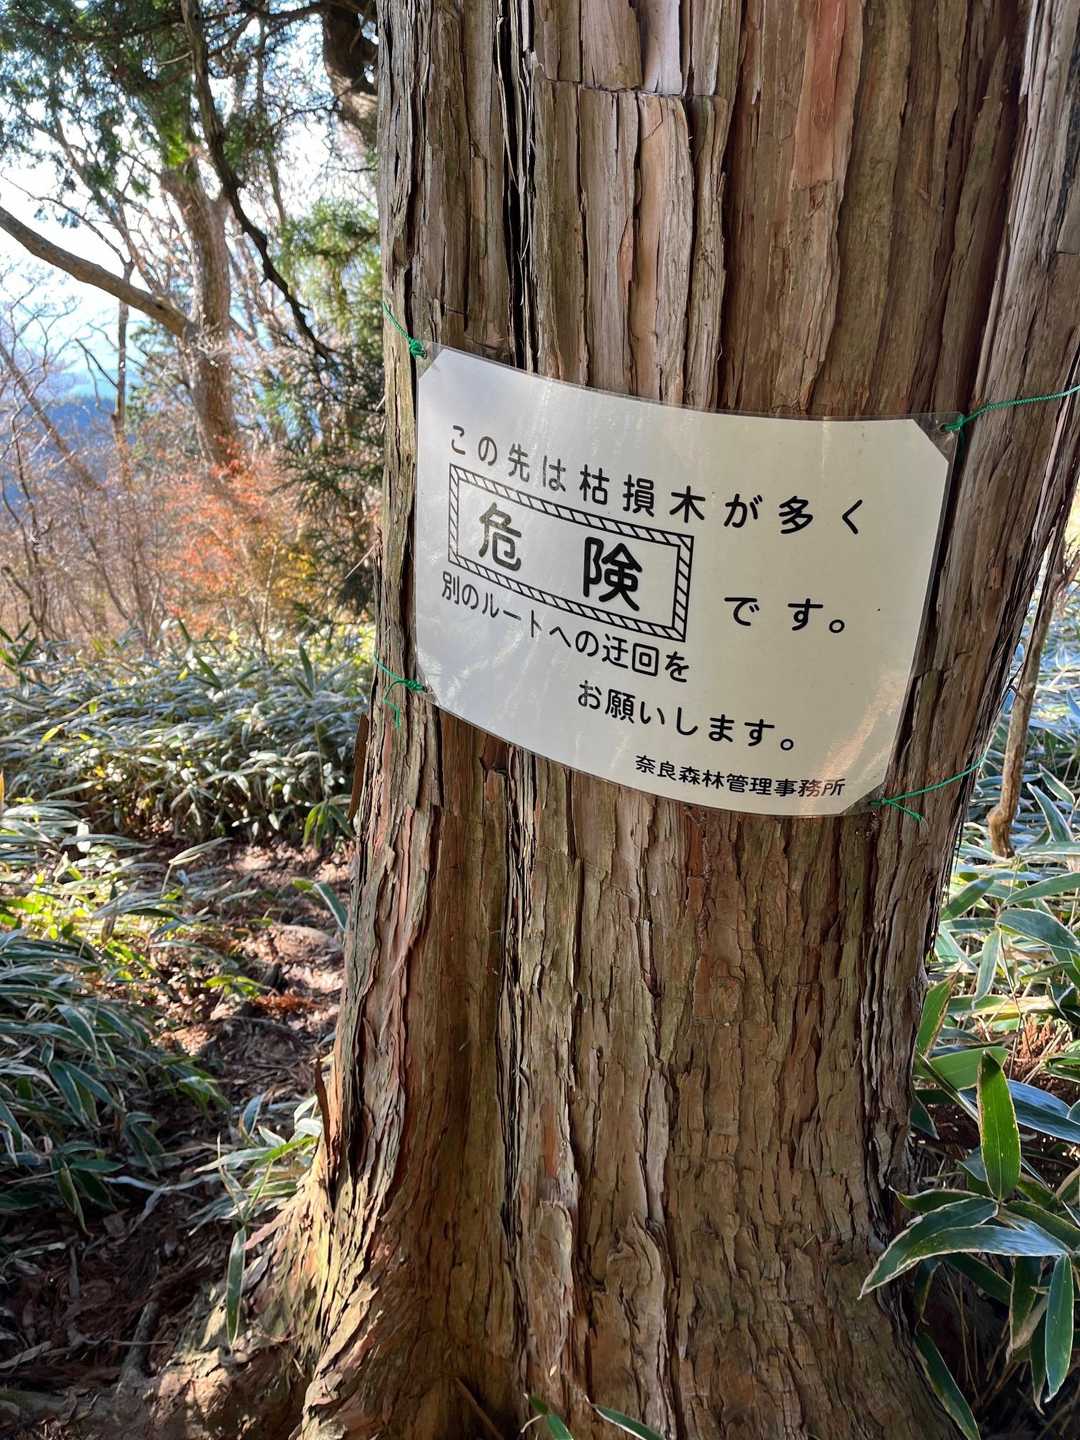 この先は枯損木が多く
危険です。
別のルートへの迂回を
お願いします。
奈良森林管理事務所